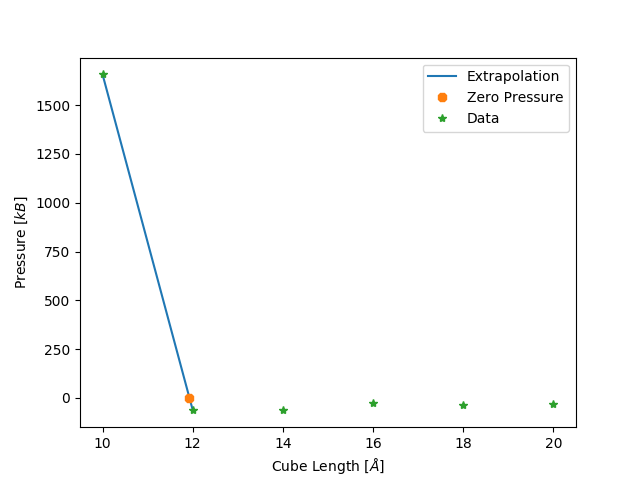 Extrapolation
Zero Pressure
Data
1500
1250
1000
750
500
250
0
Pressure [kB]
10 12 14 16 18 20
Cube Length [Å]